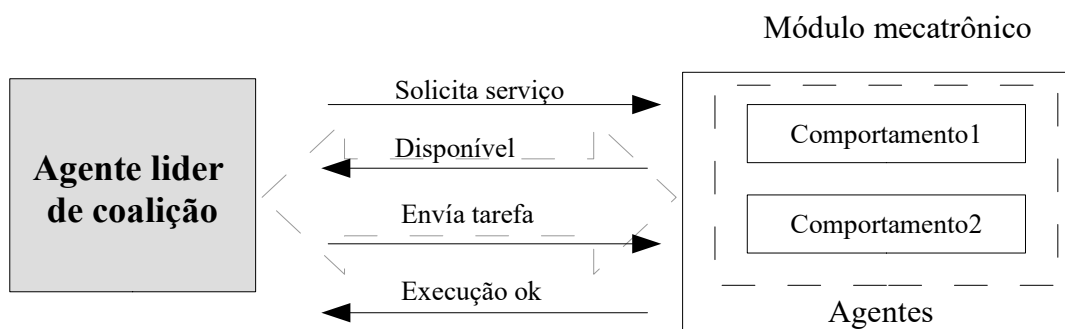 Módulo mecatrônico
Solicita serviço
Comportamento1
Disponível
Agente lider
de coalição
Envía tarefa
Comportamento2
Execução ok
Agentes